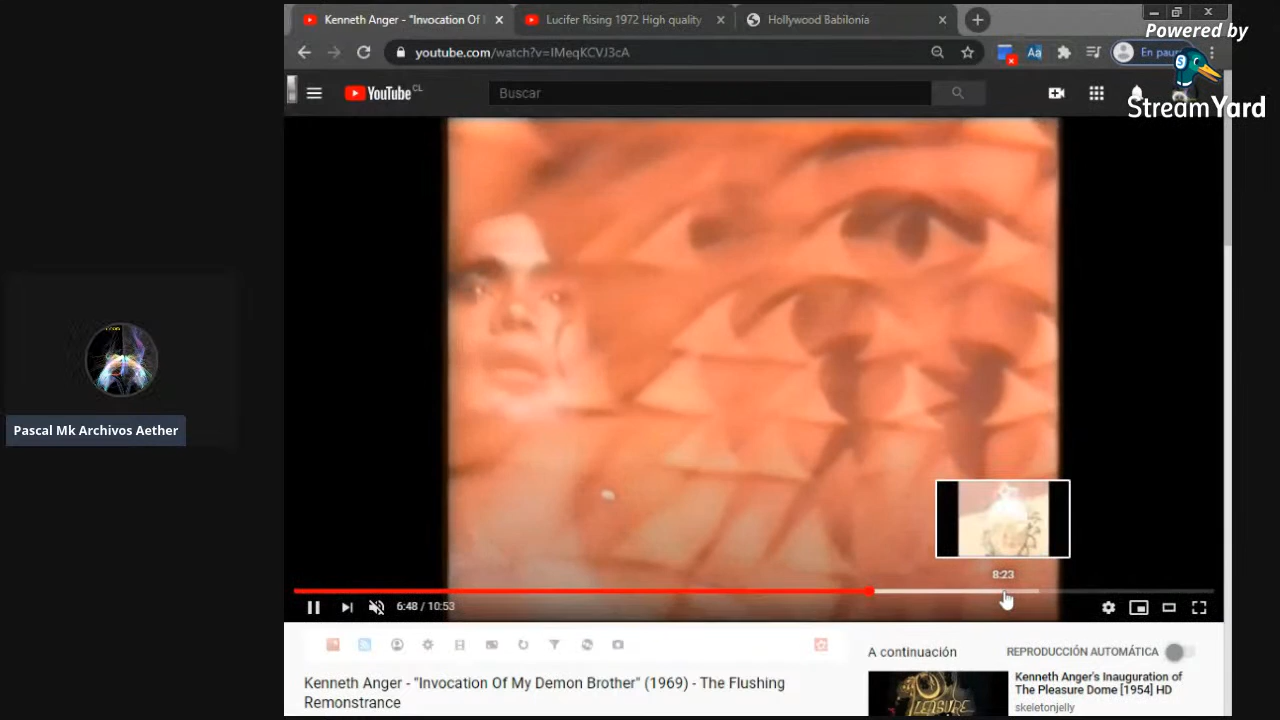 Kenneth Anger - "Invocation Of
Lucifer Rising 1972 High quality
Hollywood Babilonia
Powered by
StreamYard
youtube.com/watch?v=IMeqKCVJ3cA
En pau
YouTube CL
Buscar
Pascal Mk Archivos Aether
8:23
6:48 / 10:53
A continuación
REPRODUCCIÓN AUTOMÁTICA
Kenneth Anger - "Invocation Of My Demon Brother" (1969) - The Flushing
Remonstrance
Kenneth Anger's Inauguration of
The Pleasure Dome [1954] HD
skeletonjelly
PLEASURE